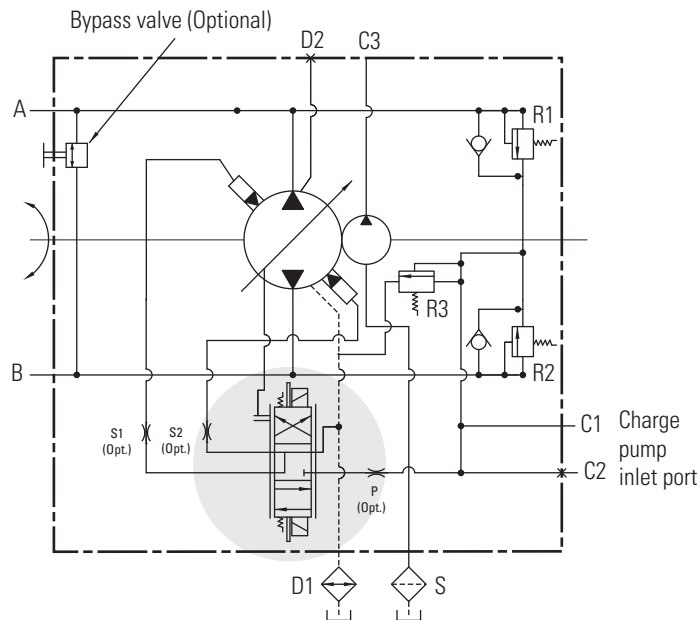 Bypass valve (Optional)
D2
C3
A
R1
R3
B
R2
S1
(Opt.)
S2
(Opt.)
C1
Charge
pump
inlet port
C2
P
(Opt.)
D1
S